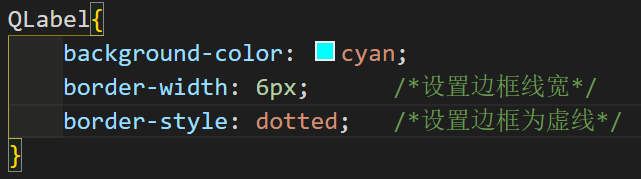 QLabel{
background-color: cyan;
border-width: 6px; /*设置边框线宽*/
border-style: dotted; /*设置边框为虚线*/
}